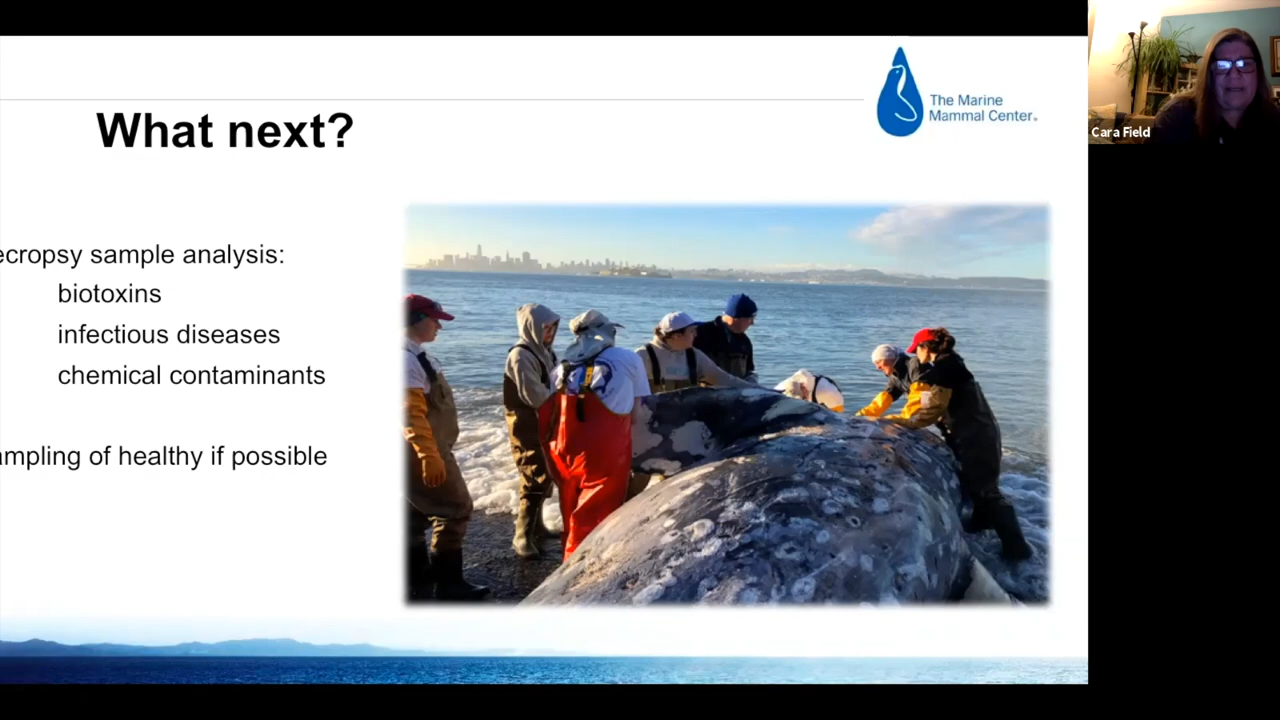 The Marine
Mammal Center®
What next?
ecropsy sample analysis:
biotoxins
infectious diseases
chemical contaminants
ampling of healthy if possible
Cara Field